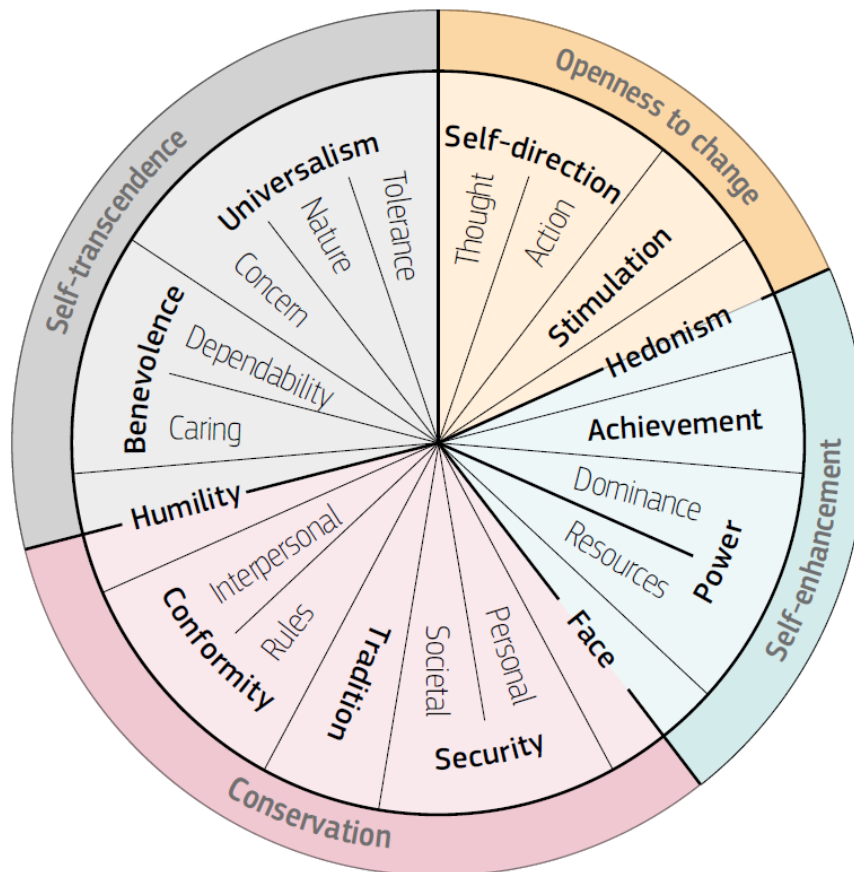 Openness to change
Self-direction
Thought
Action
Stimulation
Hedonism
Self-enhancement
Achievement
Power
Dominance
Resources
Face
Conservation
Security
Personal
Societal
Tradition
Conformity
Rules
Interpersonal
Humility
Self-transcendence
Benevolence
Caring
Dependability
Universalism
Concern
Nature
Tolerance